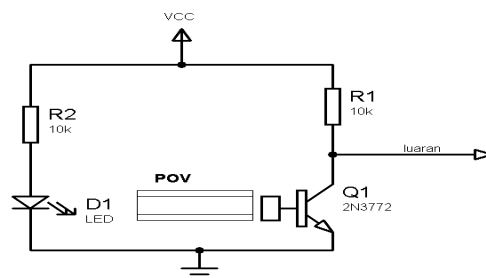 VCC
R2
10k
R1
10k
luaran
POV
D1
LED
Q1
2N3772